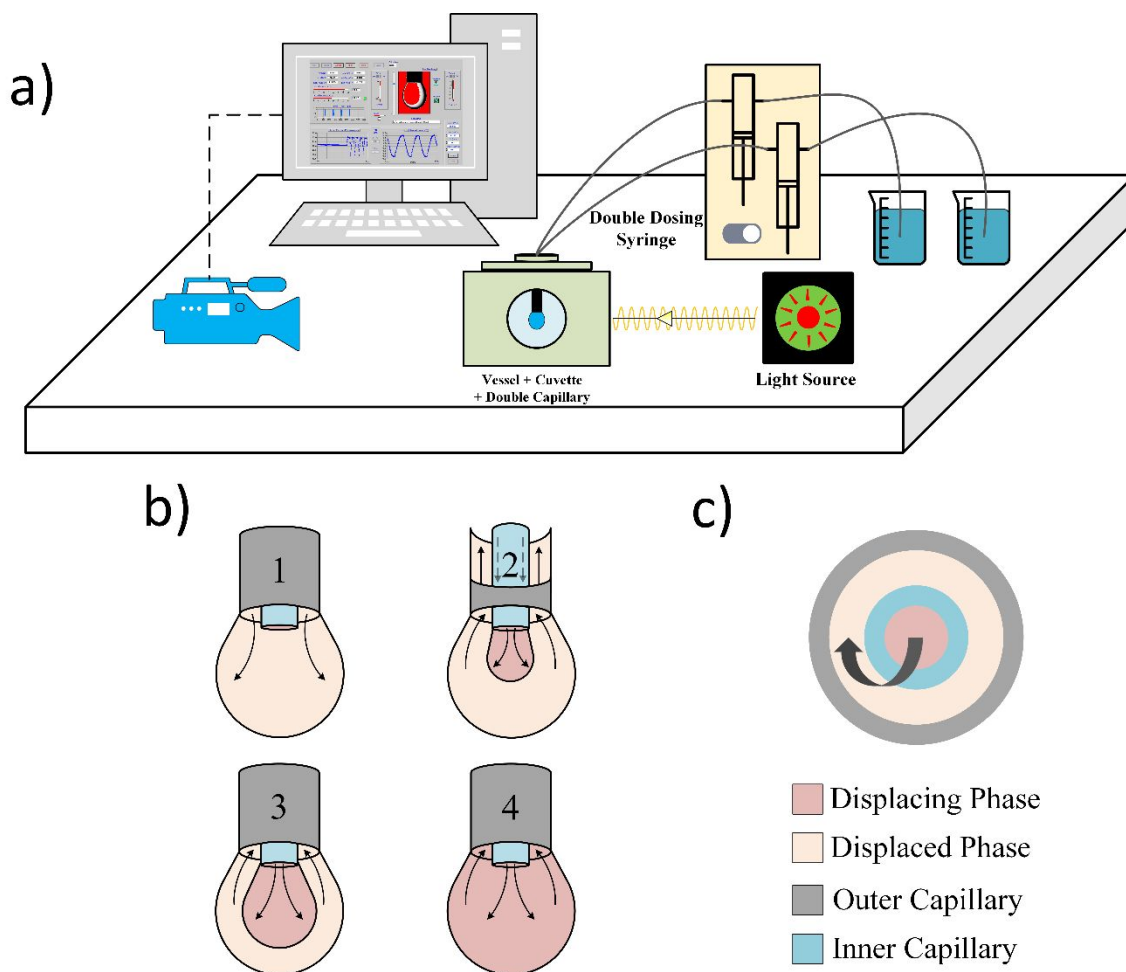 a)
Double Dosing
Syringe
Vessel + Cuvette
+ Double Capillary
Light Source
b)
1
2
3
4
c)
Displacing Phase
Displaced Phase
Outer Capillary
Inner Capillary